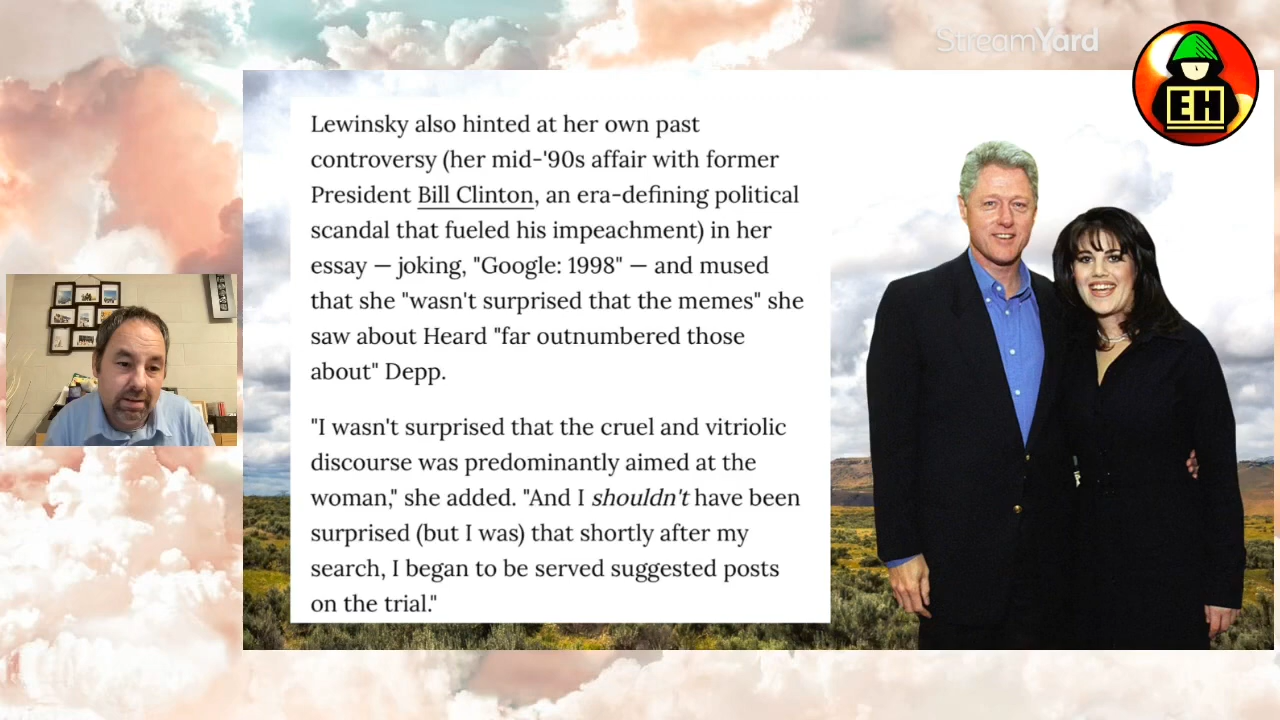 StreamYard
EH
Lewinsky also hinted at her own past
controversy (her mid-'90s affair with former
President Bill Clinton, an era-defining political
scandal that fueled his impeachment) in her
essay — joking, "Google: 1998" — and mused
that she "wasn't surprised that the memes" she
saw about Heard "far outnumbered those
about" Depp.
"I wasn't surprised that the cruel and vitriolic
discourse was predominantly aimed at the
woman," she added. "And I shouldn't have been
surprised (but I was) that shortly after my
search, I began to be served suggested posts
on the trial."